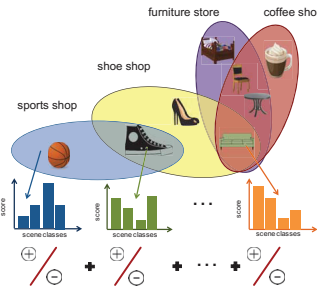 furniture store
coffee sho
shoe shop
sports shop
score
scene classes
score
scene classes
. . .
score
scene classes
+ / −
+
+ / −
+ . . . +
+ / −